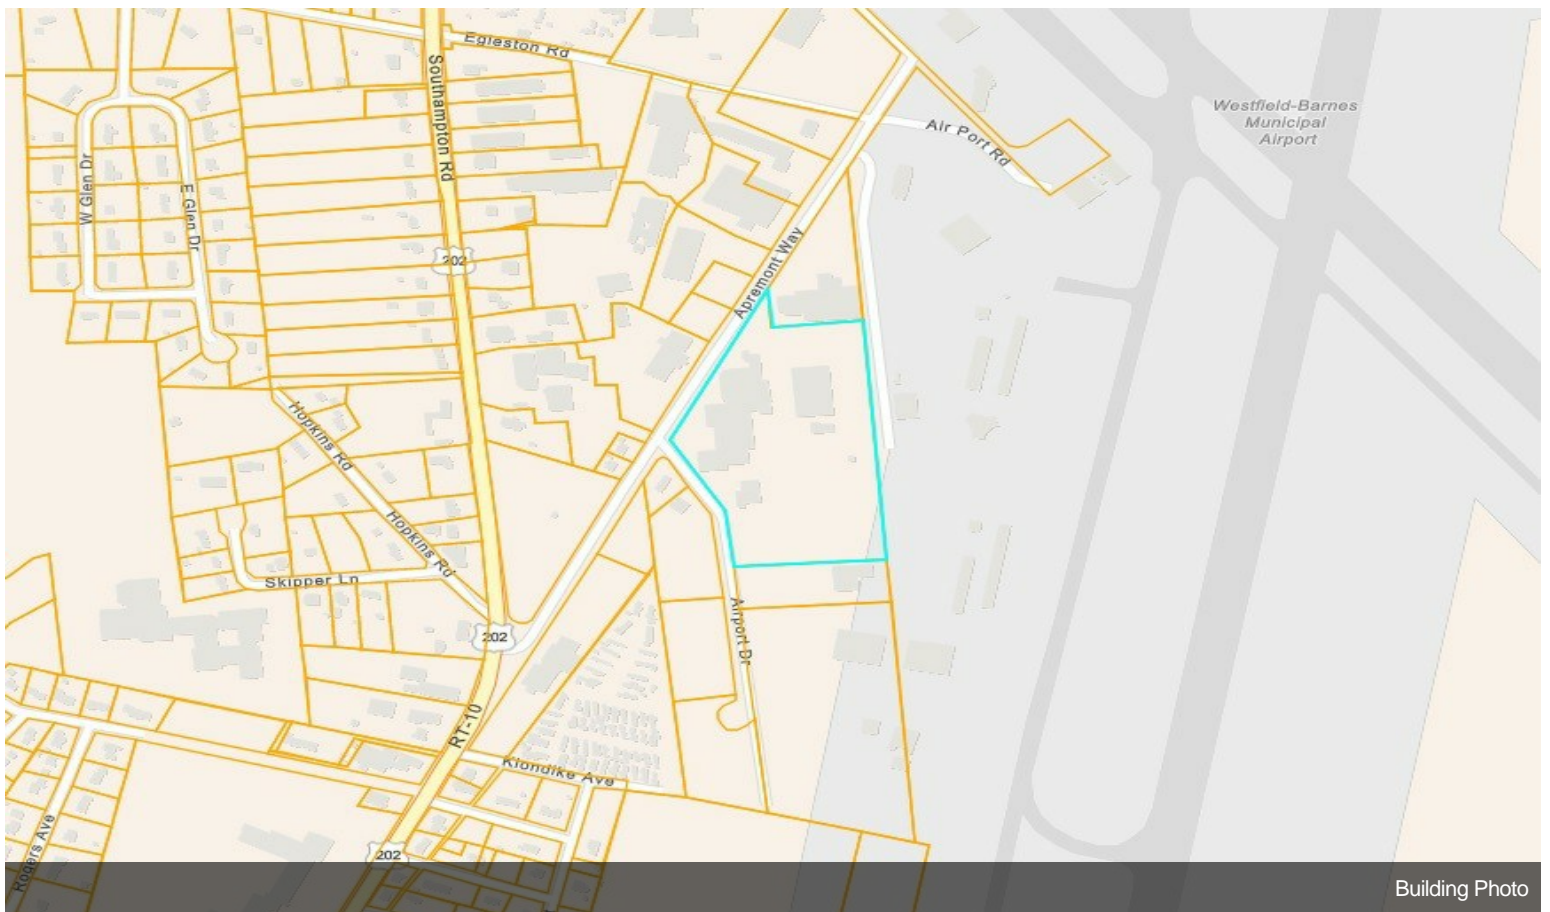 Egleston Rd
Southampton Rd
Westfield-Barnes
Municipal
Airport
Air Port Rd
W Glen Dr
E Glen Dr
202
Apremont Way
Hopkins Rd
Hopkins Rd
Skipper Ln
202
Airport Dr
RT-10
Klondike Ave
Rogers Ave
202
Building Photo